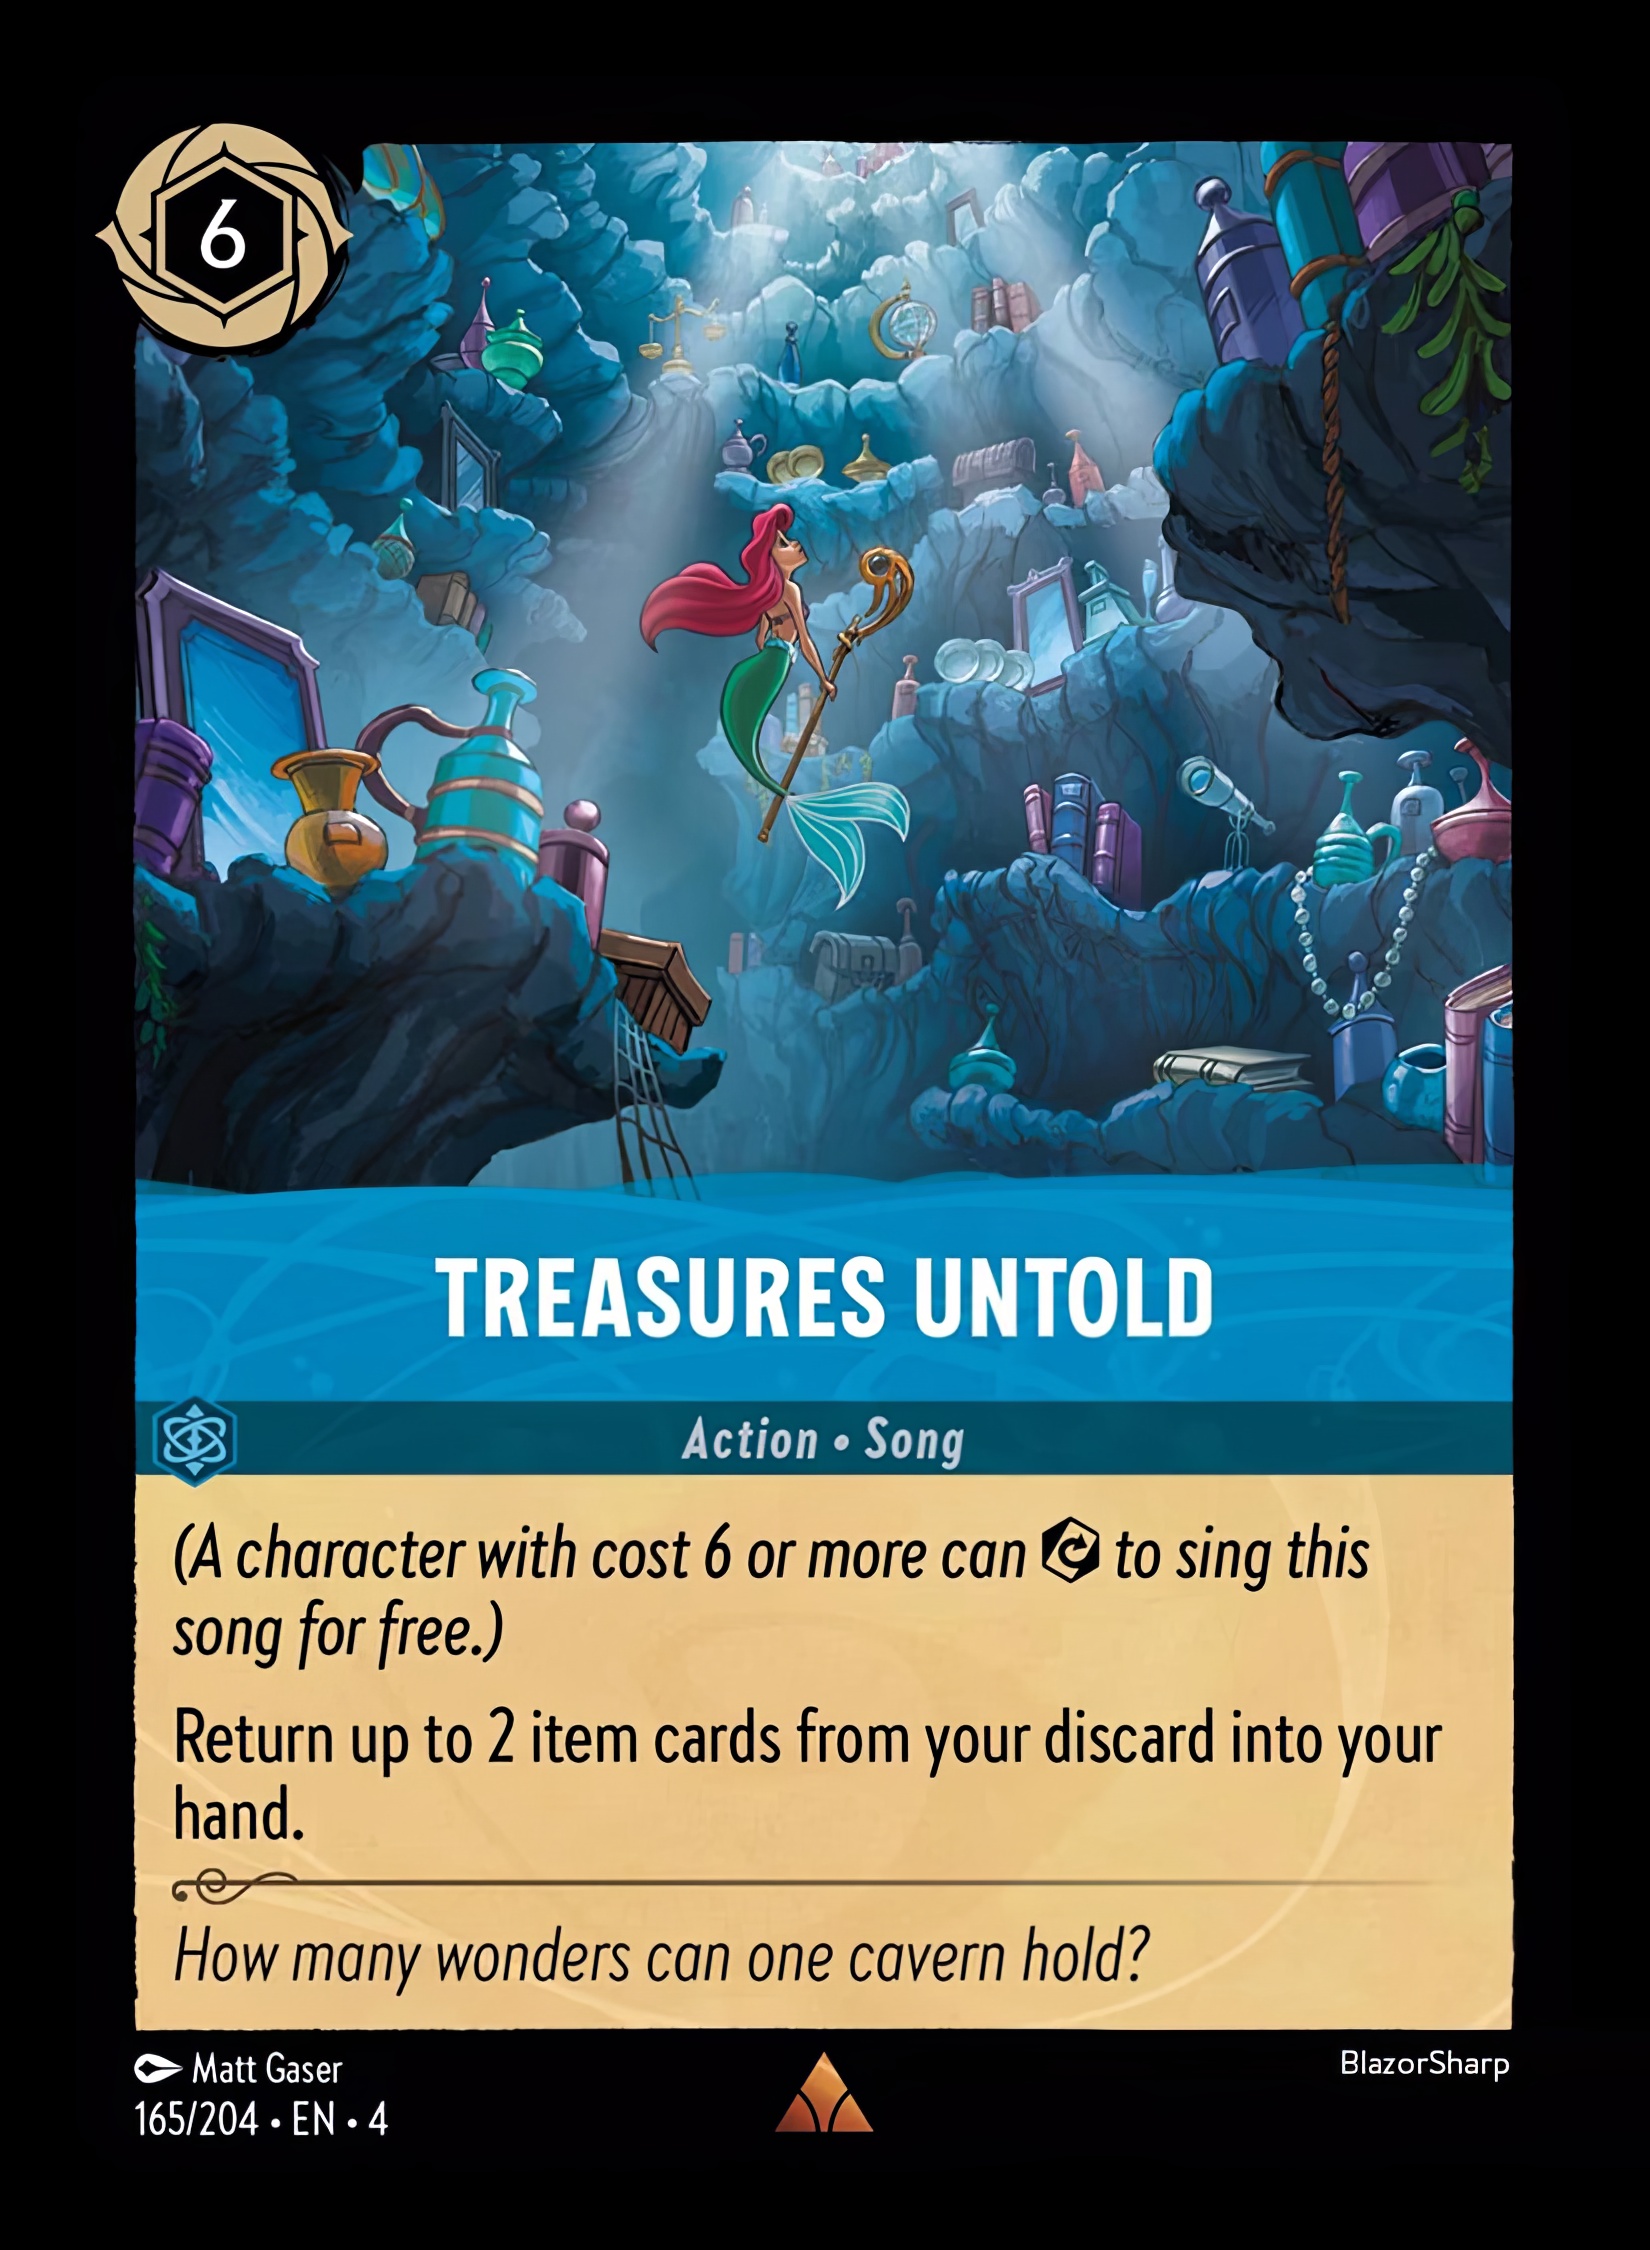 6
TREASURES UNTOLD
Action • Song
(A character with cost 6 or more can to sing this
song for free.)
Return up to 2 item cards from your discard into your
hand.
How many wonders can one cavern hold?
Matt Gaser
BlazorSharp
165/204 • EN • 4